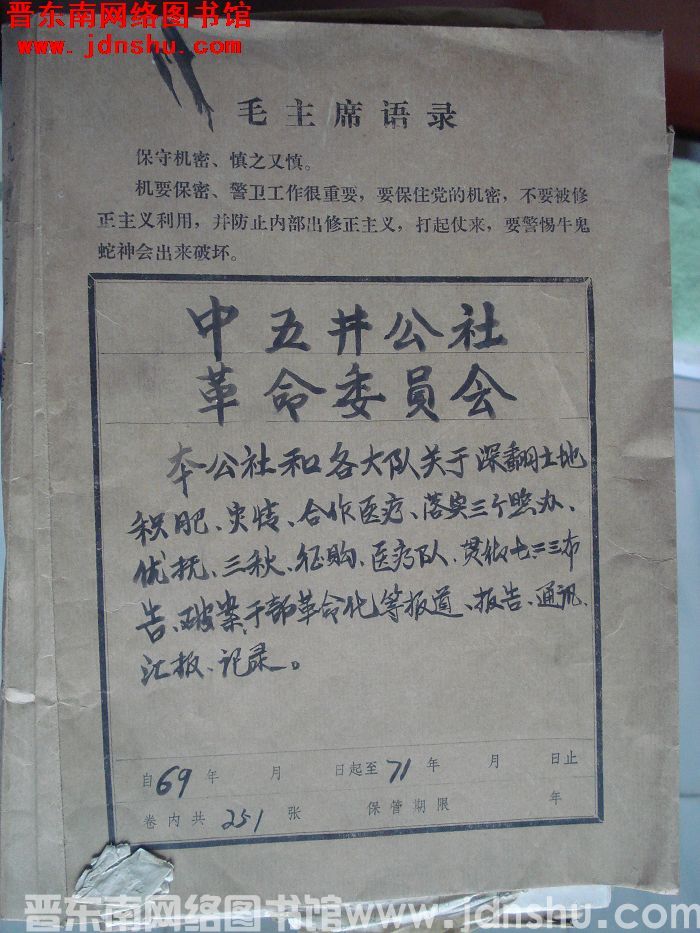 晋东南网络图书馆
www.jdnshu.com
毛主席语录
保守机密、慎之又慎。
机要保密、警卫工作很重要，要保住党的机密，不要被修
正主义利用，并防止内部出修正主义，打起仗来，要警惕牛鬼
蛇神会出来破坏。
中五井公社
革命委员会
本公社和各大队关于深翻土地
积肥、灾情、合作医疗、落实三个照办、
优抚、三秋、征购、医疗队、贯彻七·二三布
告、破案、干部革命化等报道、报告、通讯、
汇报、记录。
自69年 月 日起至71年 月 日止
卷内共251张 保管期限 年
晋东南网络图书馆www.jdnshu.com